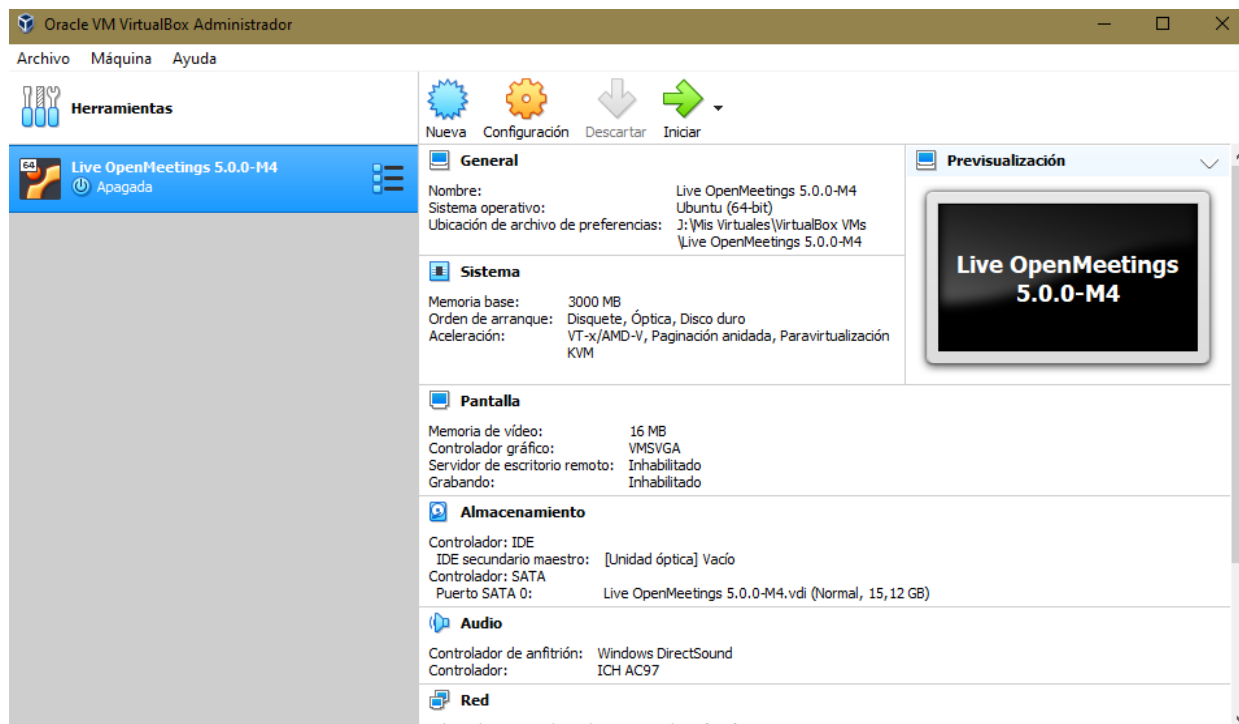 Oracle VM VirtualBox Administrador
Archivo Máquina Ayuda
Herramientas
Nueva Configuración Descartar Iniciar
64
Live OpenMeetings 5.0.0-M4
Apagada
General
Nombre: Live OpenMeetings 5.0.0-M4
Sistema operativo: Ubuntu (64-bit)
Ubicación de archivo de preferencias: J:\Mis Virtuales\VirtualBox VMs
\Live OpenMeetings 5.0.0-M4
Sistema
Memoria base: 3000 MB
Orden de arranque: Disquete, Óptica, Disco duro
Aceleración: VT-x/AMD-V, Paginación anidada, Paravirtualización
KVM
Previsualización
Live OpenMeetings
5.0.0-M4
Pantalla
Memoria de vídeo: 16 MB
Controlador gráfico: VMSVGA
Servidor de escritorio remoto: Inhabilitado
Grabando: Inhabilitado
Almacenamiento
Controlador: IDE
IDE secundario maestro: [Unidad óptica] Vacío
Controlador: SATA
Puerto SATA 0: Live OpenMeetings 5.0.0-M4.vdi (Normal, 15,12 GB)
Audio
Controlador de anfitrión: Windows DirectSound
Controlador: ICH AC97
Red